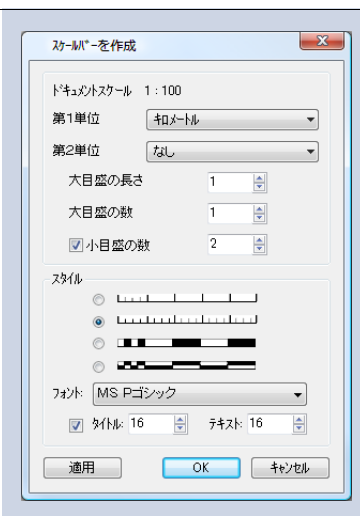 ｽｹｰﾙﾊﾞｰを作成
ﾄﾞｷｭﾒﾝﾄｽｹｰﾙ 1 : 100
第1単位 ｷﾛﾒｰﾄﾙ
第2単位 なし
大目盛の長さ 1
大目盛の数 1
小目盛の数 2
ｽﾀｲﾙ
ﾌｫﾝﾄ: MS Pゴシック
ﾀｲﾄﾙ: 16 ﾃｷｽﾄ: 16
適用 OK ｷｬﾝｾﾙ